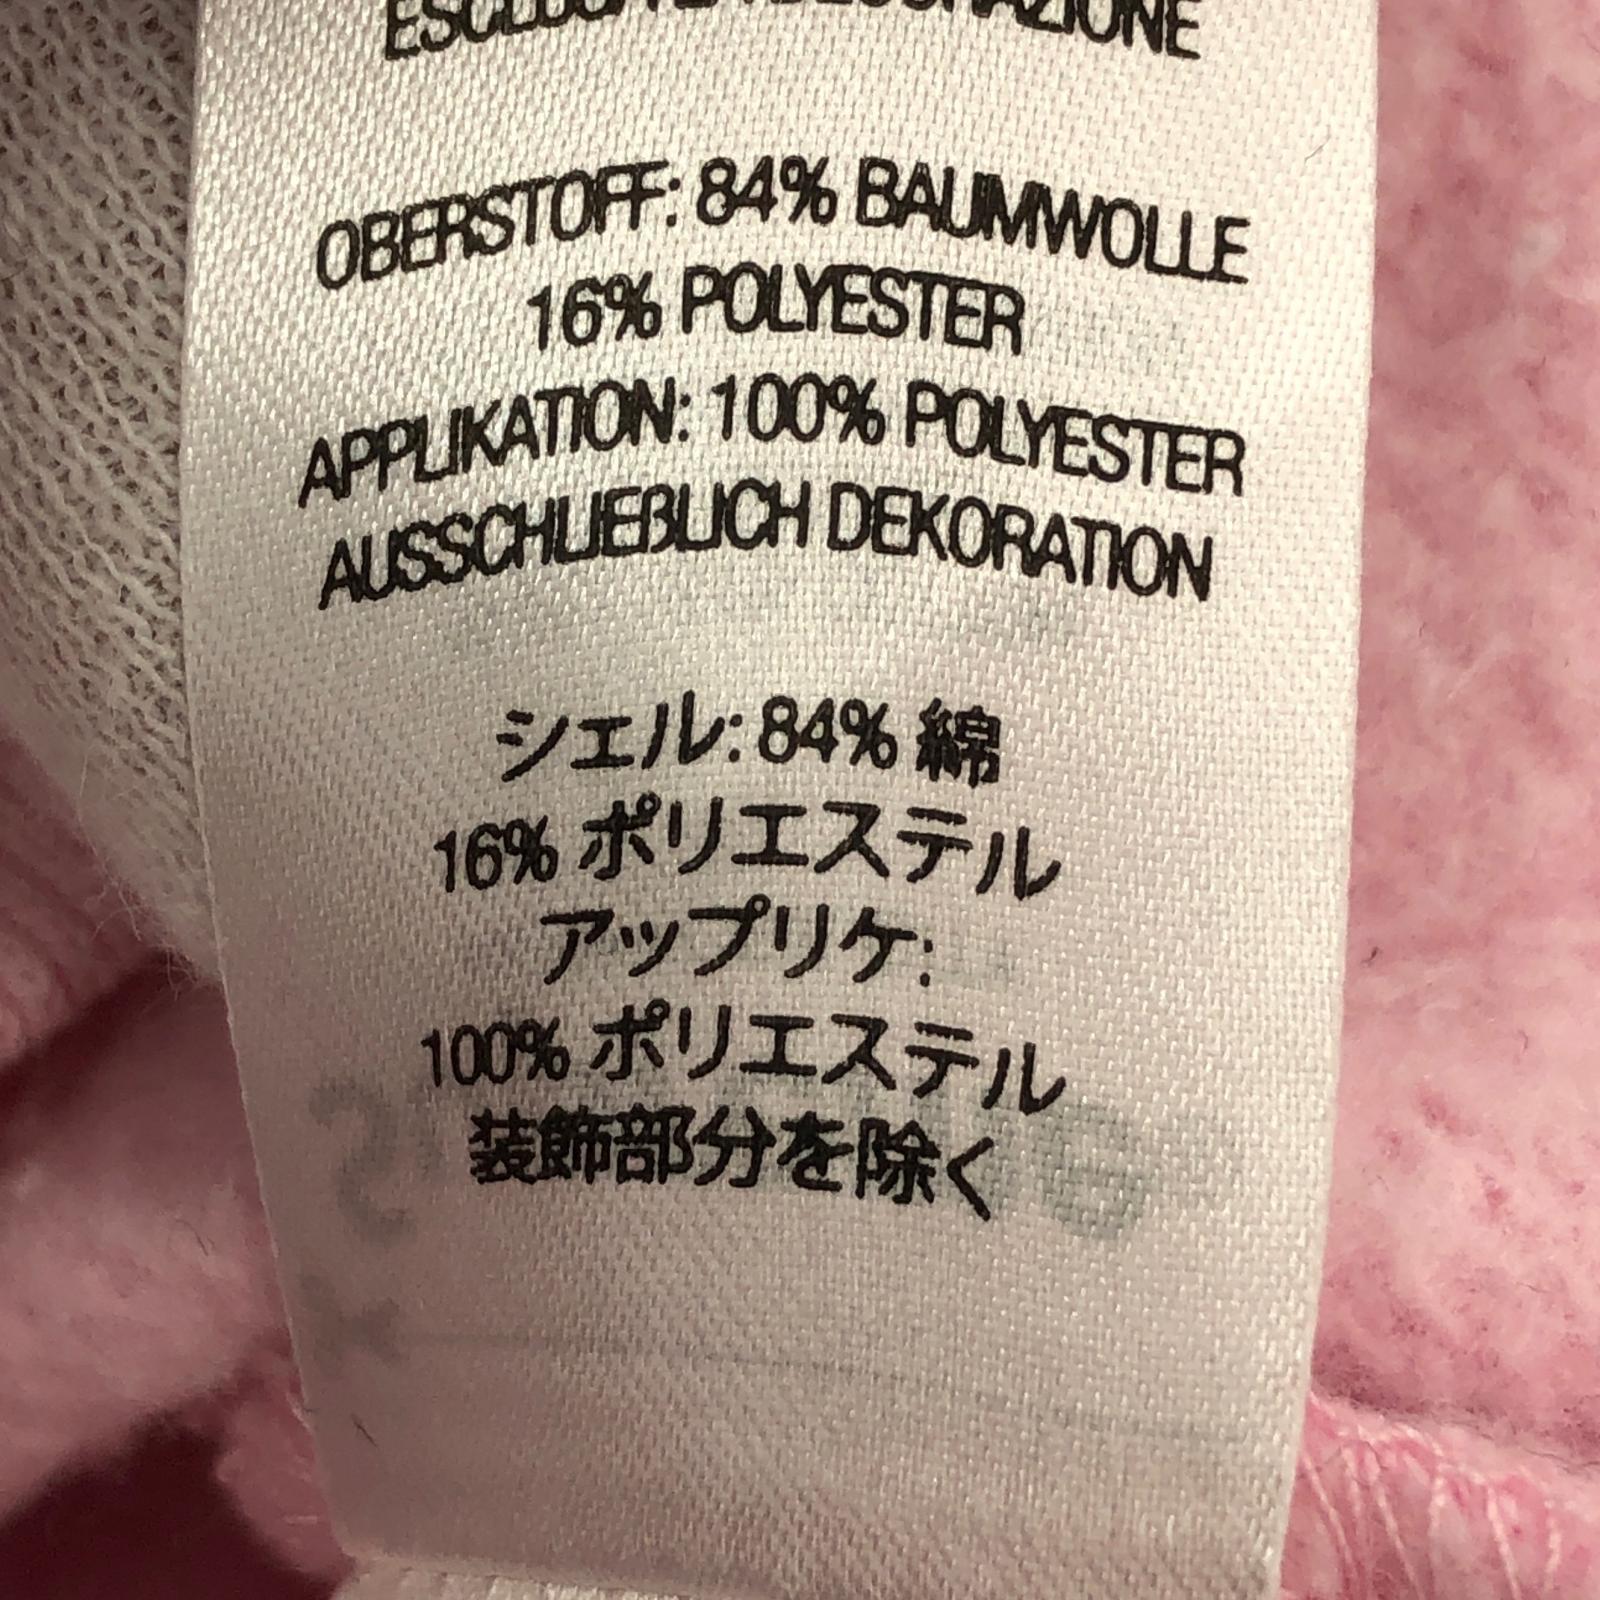 OBERSTOFF: 84% BAUMWOLLE
16% POLYESTER
APPLIKATION: 100% POLYESTER
AUSSCHLIEßLICH DEKORATION
シェル: 84% 綿
16% ポリエステル
アップリケ:
100% ポリエステル
装飾部分を除く